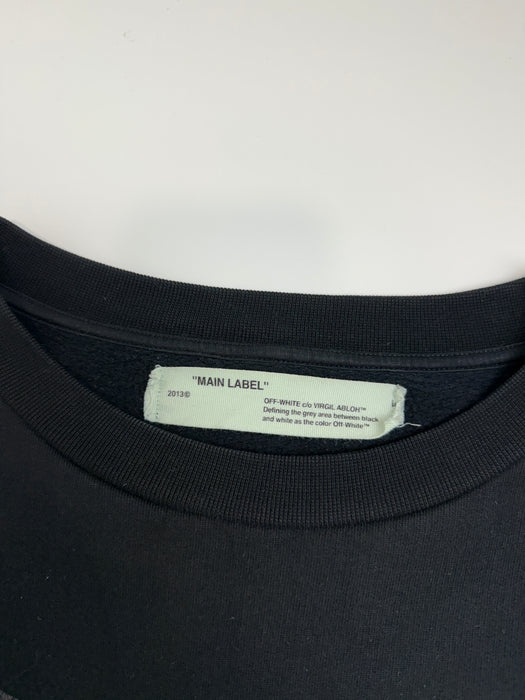 "MAIN LABEL"
2013©
OFF-WHITE c/o VIRGIL ABLOH™
Defining the grey area between black
and white as the color Off-White™